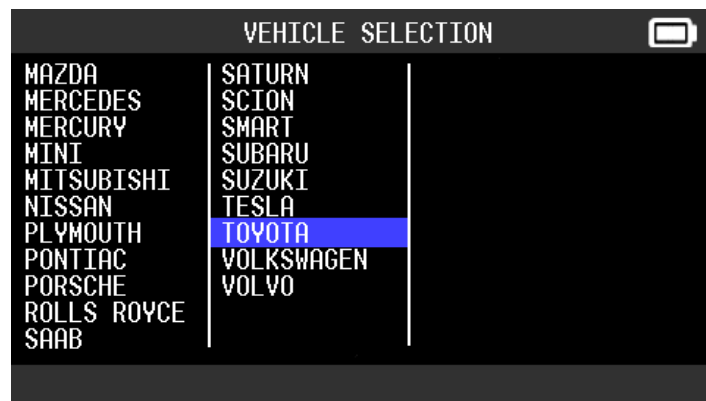 VEHICLE SELECTION
MAZDA
MERCEDES
MERCURY
MINI
MITSUBISHI
NISSAN
PLYMOUTH
PONTIAC
PORSCHE
ROLLS ROYCE
SAAB
SATURN
SCION
SMART
SUBARU
SUZUKI
TESLA
TOYOTA
VOLKSWAGEN
VOLVO